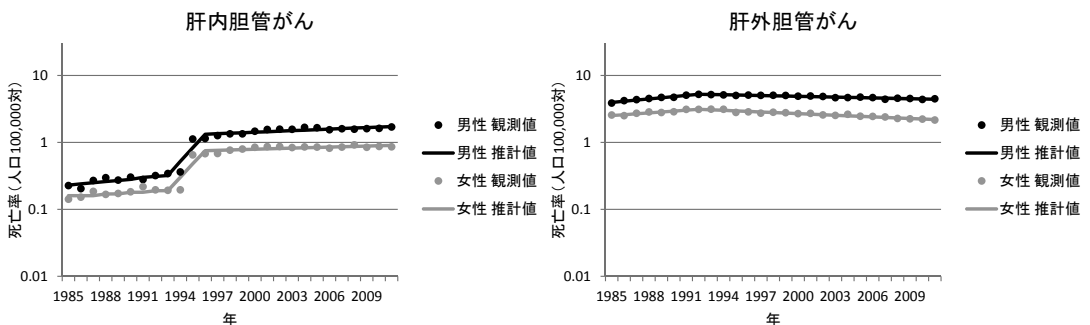 肝内胆管がん
死亡率（人口100,000対）
10
1
0.1
0.01
1985 1988 1991 1994 1997 2000 2003 2006 2009
年
男性 観測値
男性 推計値
女性 観測値
女性 推計値
肝外胆管がん
死亡率（人口100,000対）
10
1
0.1
0.01
1985 1988 1991 1994 1997 2000 2003 2006 2009
年
男性 観測値
男性 推計値
女性 観測値
女性 推計値